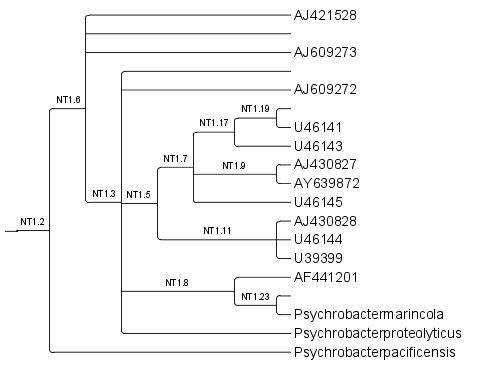 AJ421528
AJ609273
AJ609272
NT1.6
NT1.19
U46141
NT1.17
U46143
NT1.7
AJ430827
NT1.9
AY639872
NT1.3
NT1.5
U46145
NT1.2
AJ430828
NT1.11
U46144
U39399
AF441201
NT1.8
NT1.23
Psychrobactermarincola
Psychrobacterproteolyticus
Psychrobacterpacificensis